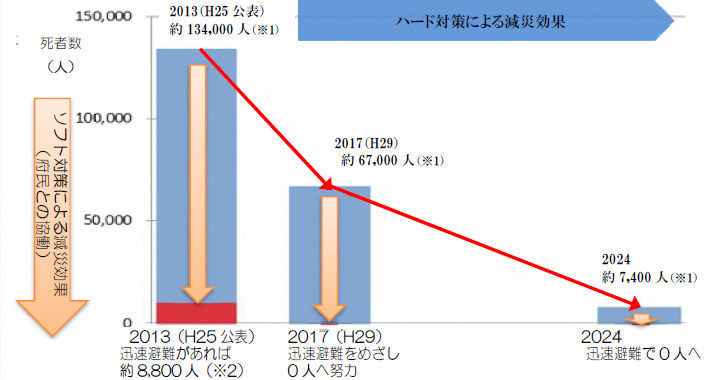 2013(H25 公表)
約 134,000 人(※1)
ハード対策による減災効果
死者数
(人)
150,000
100,000
50,000
0
ソフト対策による減災効果
(府民との協働)
2017(H29)
約 67,000 人(※1)
2024
約 7,400 人(※1)
2013(H25 公表)
迅速避難があれば
約 8,800 人(※2)
2017(H29)
迅速避難をめざし
0人へ努力
2024
迅速避難で0人へ